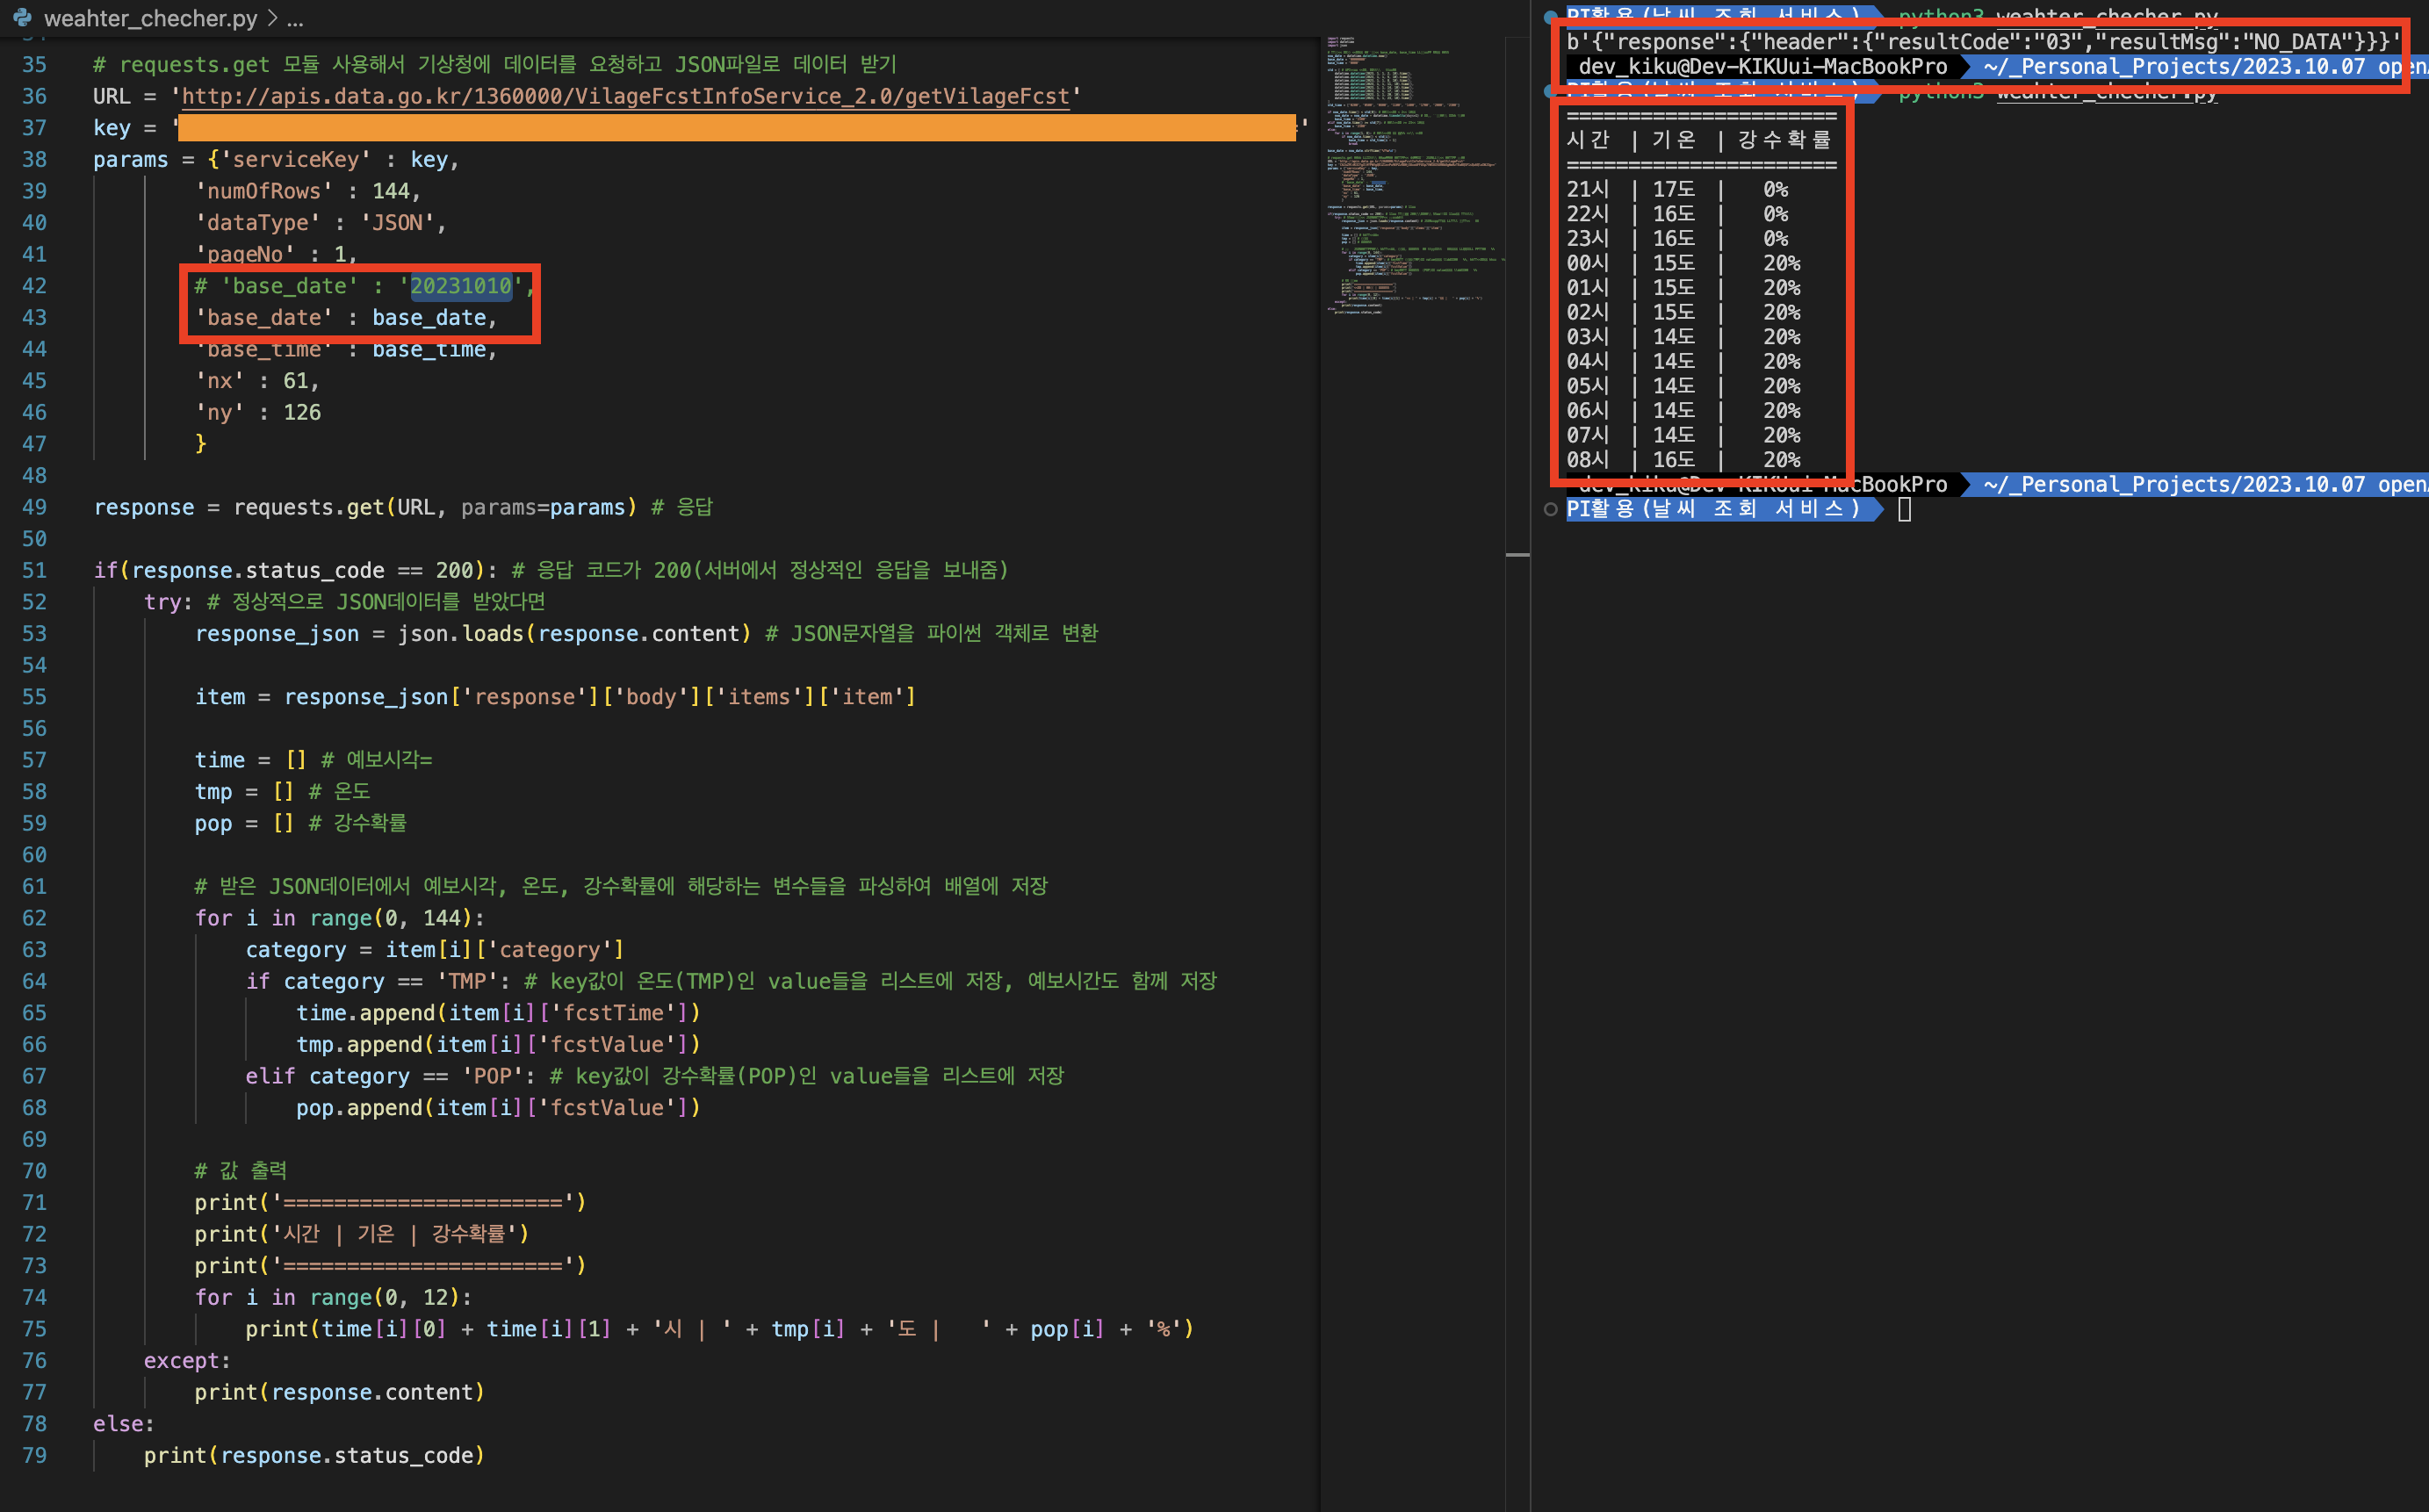 weahter_checher.py > ...
35 # requests.get 모듈 사용해서 기상청에 데이터를 요청하고 JSON파일로 데이터 받기
36 URL = 'http://apis.data.go.kr/1360000/VilageFcstInfoService_2.0/getVilageFcst'
37 key = ' '
38 params = {'serviceKey' : key,
39 'numOfRows' : 144,
40 'dataType' : 'JSON',
41 'pageNo' : 1,
42 # 'base_date' : '20231010',
43 'base_date' : base_date,
44 'base_time' : base_time,
45 'nx' : 61,
46 'ny' : 126
47 }
48
49 response = requests.get(URL, params=params) # 응답
50
51 if(response.status_code == 200): # 응답 코드가 200(서버에서 정상적인 응답을 보내줌)
52 try: # 정상적으로 JSON데이터를 받았다면
53 response_json = json.loads(response.content) # JSON문자열을 파이썬 객체로 변환
54
55 item = response_json['response']['body']['items']['item']
56
57 time = [] # 예보시각=
58 tmp = [] # 온도
59 pop = [] # 강수확률
60
61 # 받은 JSON데이터에서 예보시각, 온도, 강수확률에 해당하는 변수들을 파싱하여 배열에 저장
62 for i in range(0, 144):
63 category = item[i]['category']
64 if category == 'TMP': # key값이 온도(TMP)인 value들을 리스트에 저장, 예보시간도 함께 저장
65 time.append(item[i]['fcstTime'])
66 tmp.append(item[i]['fcstValue'])
67 elif category == 'POP': # key값이 강수확률(POP)인 value들을 리스트에 저장
68 pop.append(item[i]['fcstValue'])
69
70 # 값 출력
71 print('======================')
72 print('시간 | 기온 | 강수확률')
73 print('======================')
74 for i in range(0, 12):
75 print(time[i][0] + time[i][1] + '시 | ' + tmp[i] + '도 |   ' + pop[i] + '%')
76 except:
77 print(response.content)
78 else:
79 print(response.status_code)
PI활용(날씨 조회 서비스) python3 weahter_checher.py
b'{"response":{"header":{"resultCode":"03","resultMsg":"NO_DATA"}}}'
dev_kiku@Dev-KIKUui-MacBookPro ~/_Personal_Projects/2023.10.07 open
PI활용(날씨 조회 서비스) python3 weahter_checher.py
======================
시간 | 기온 | 강수확률
======================
21시 | 17도 |   0%
22시 | 16도 |   0%
23시 | 16도 |   0%
00시 | 15도 |   20%
01시 | 15도 |   20%
02시 | 15도 |   20%
03시 | 14도 |   20%
04시 | 14도 |   20%
05시 | 14도 |   20%
06시 | 14도 |   20%
07시 | 14도 |   20%
08시 | 16도 |   20%
dev_kiku@Dev-KIKUui-MacBookPro ~/_Personal_Projects/2023.10.07 open
PI활용(날씨 조회 서비스)